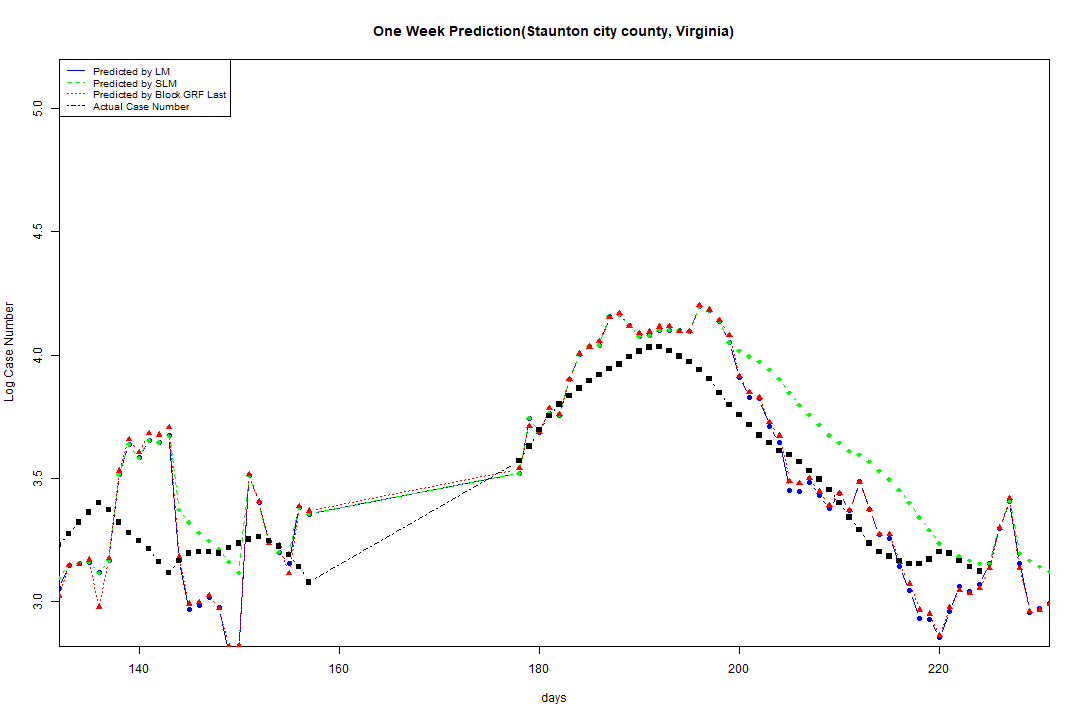 One Week Prediction(Staunton city county, Virginia)
Predicted by LM
Predicted by SLM
Predicted by Block GRF Last
Actual Case Number
5.0
4.5
4.0
3.5
3.0
Log Case Number
140 160 180 200 220
days